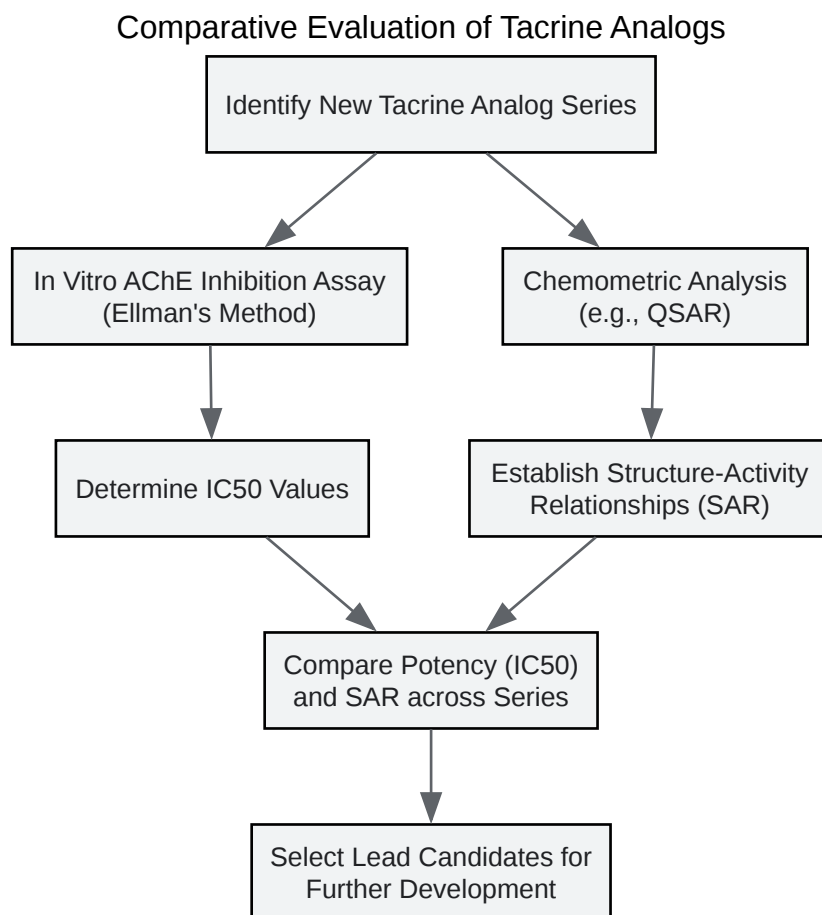 Comparative Evaluation of Tacrine Analogs
Identify New Tacrine Analog Series
In Vitro AChE Inhibition Assay
(Ellman's Method)
Chemometric Analysis
(e.g., QSAR)
Determine IC50 Values
Establish Structure-Activity
Relationships (SAR)
Compare Potency (IC50)
and SAR across Series
Select Lead Candidates for
Further Development